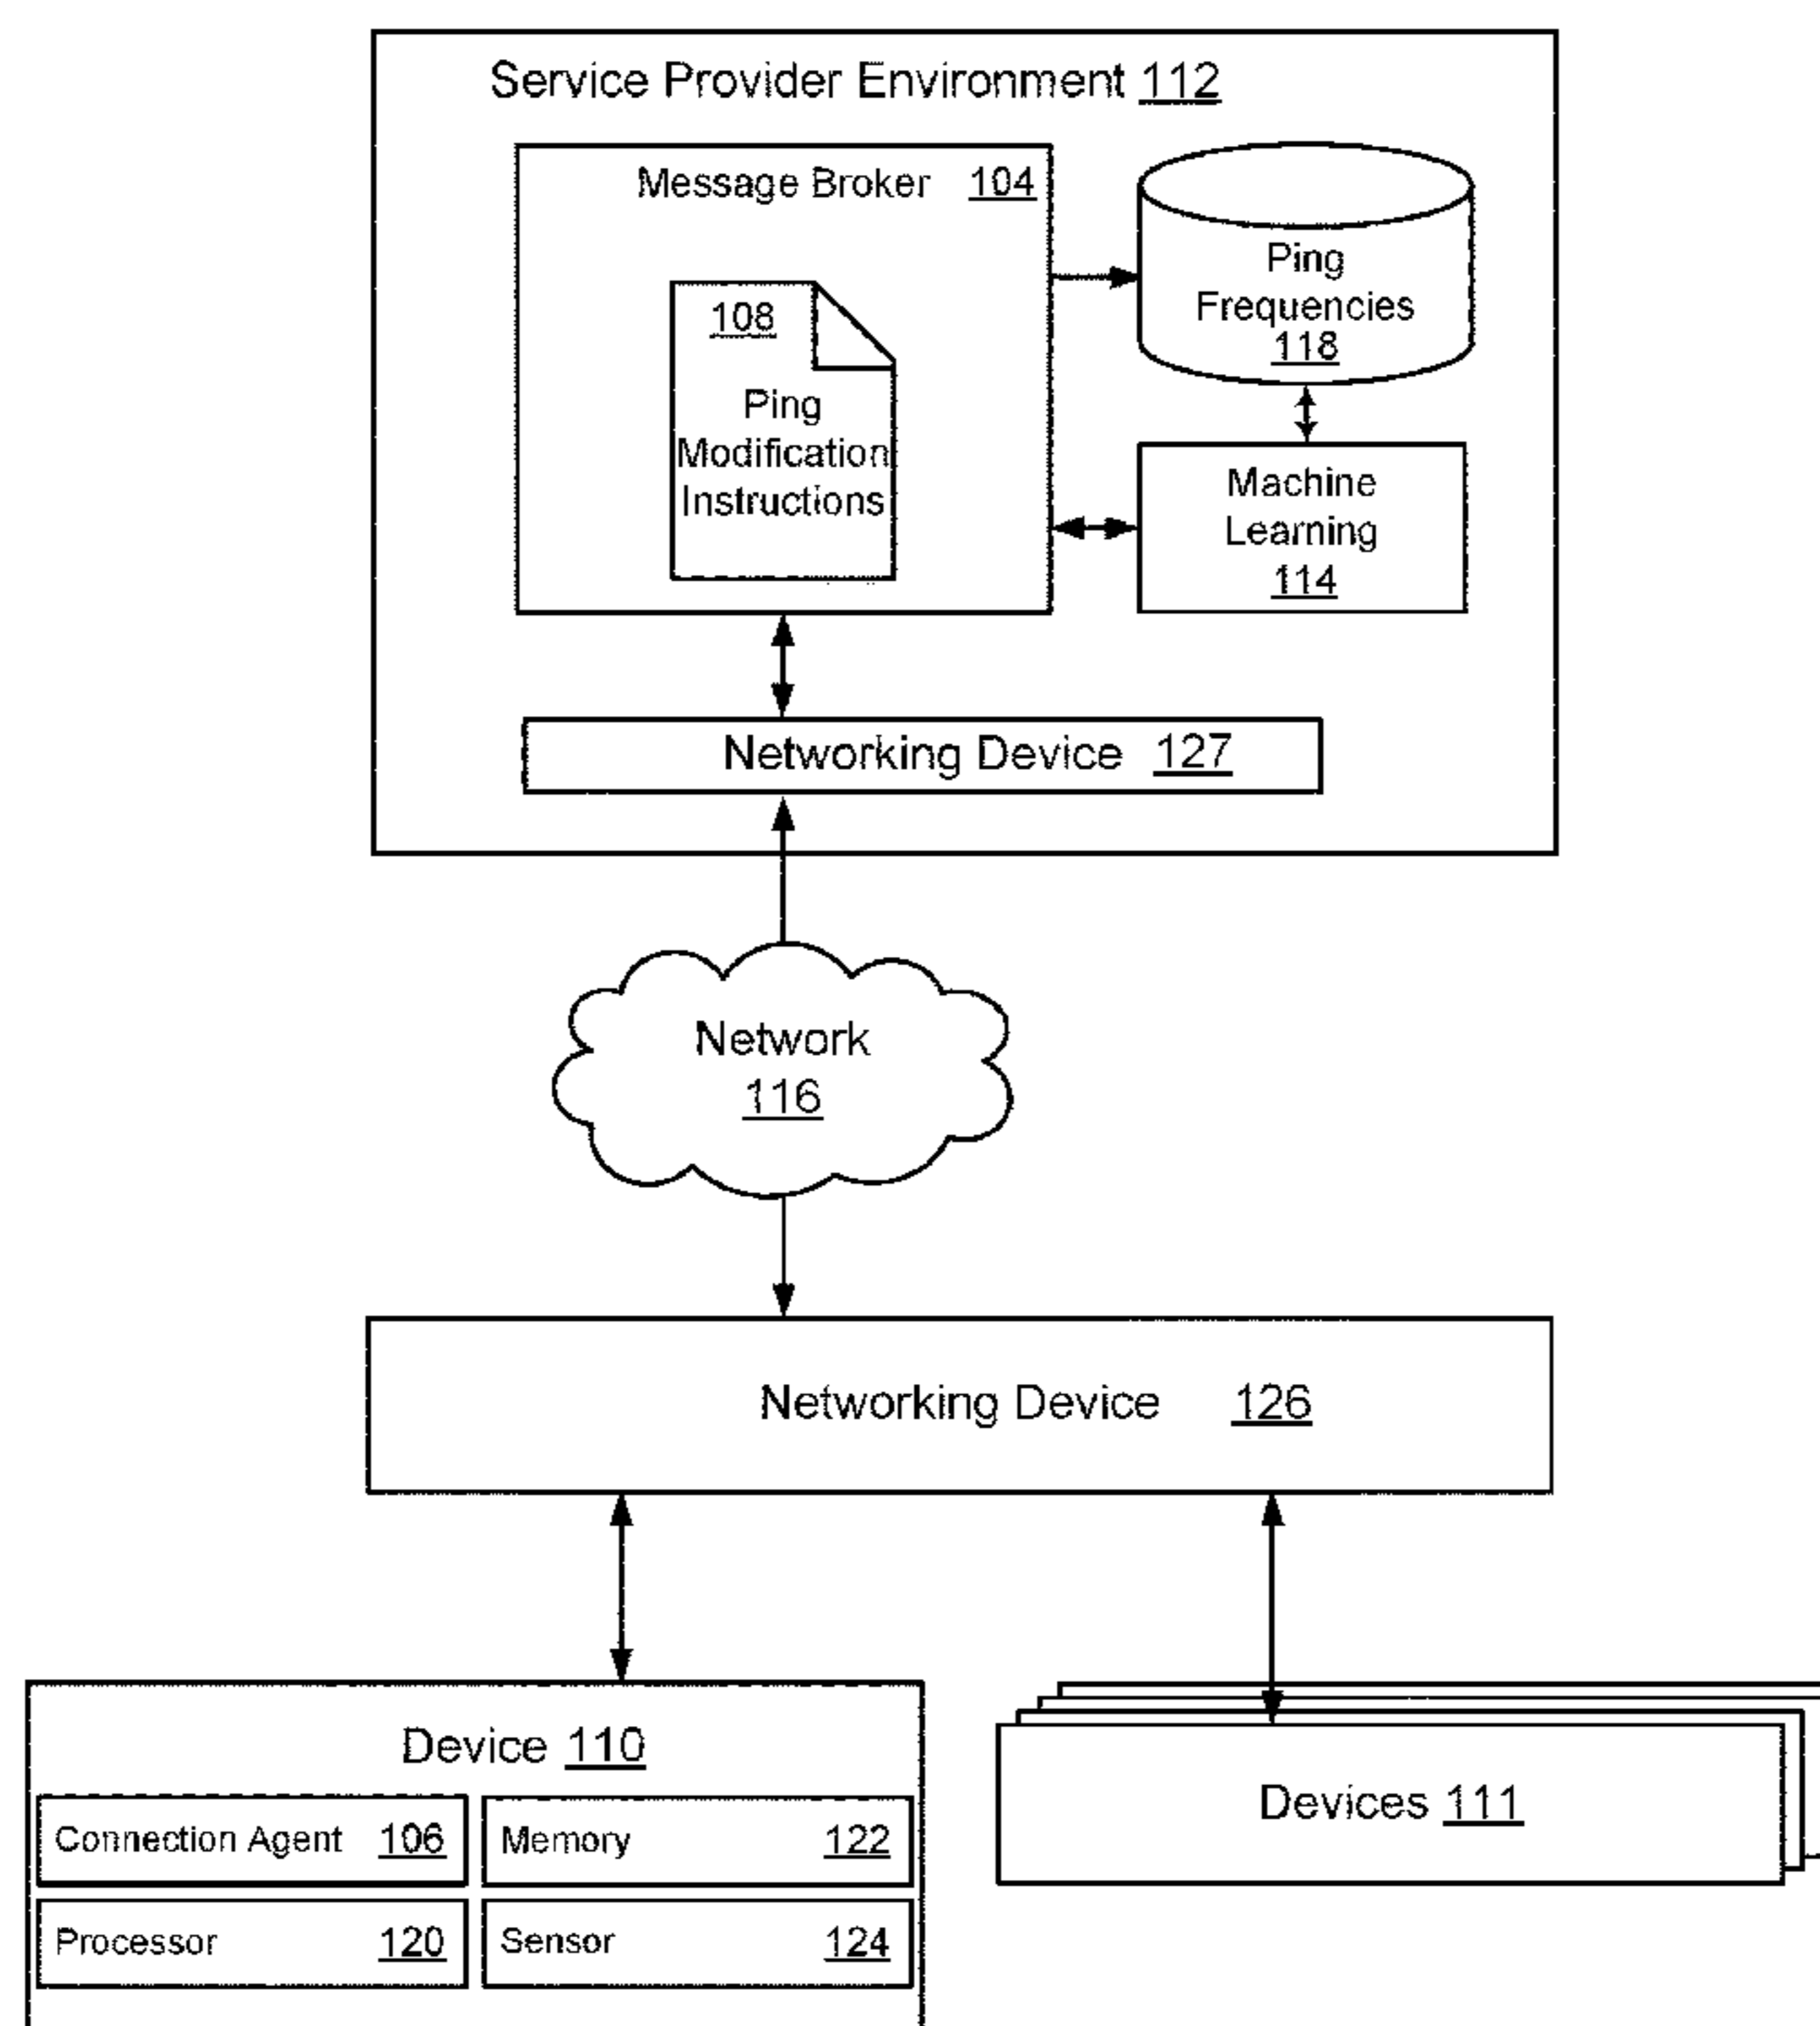 Service Provider Environment 112
Message Broker 104
108
Ping
Modification
Instructions
Ping
Frequencies
118
Machine
Learning
114
Networking Device 127
Network
116
Networking Device 126
Device 110
Connection Agent 106
Memory 122
Processor 120
Sensor 124
Devices 111